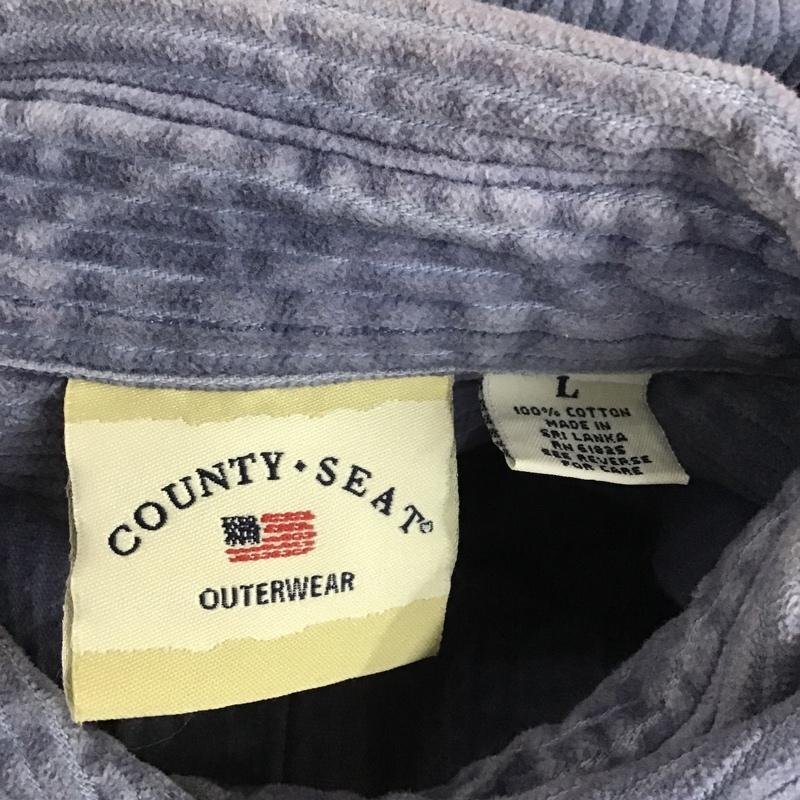 COUNTY · SEAT©
OUTERWEAR
L
100% COTTON
MADE IN
SRI LANKA
RN 61825
SEE REVERSE
FOR CARE